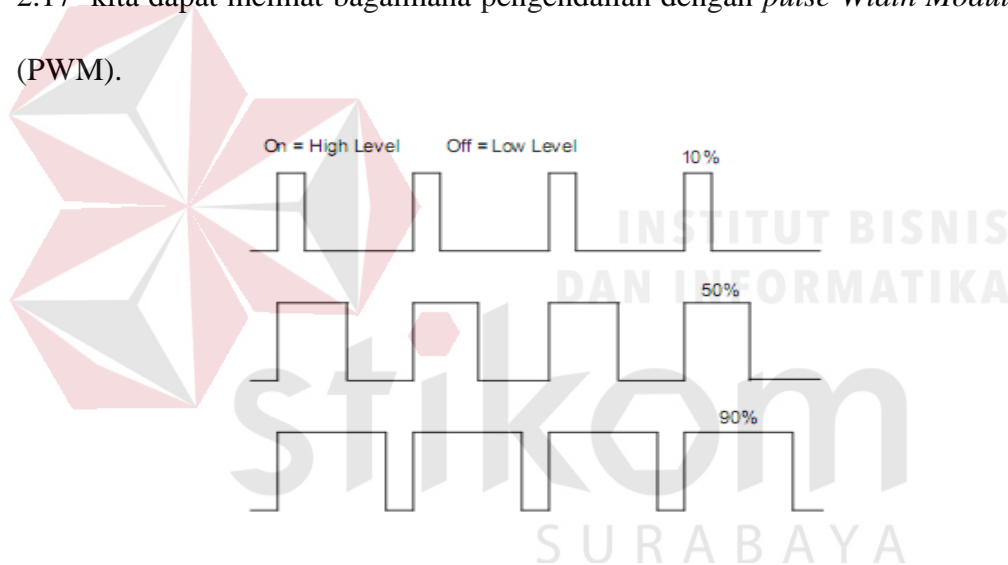 2.17 kita dapat melihat bagaimana pengendalian dengan pulse Width
(PWM).
On = High Level Off = Low Level 10%
INSTITUT BISNIS
DAN INFORMATIKA
50%
stikom
90%
SURABAYA